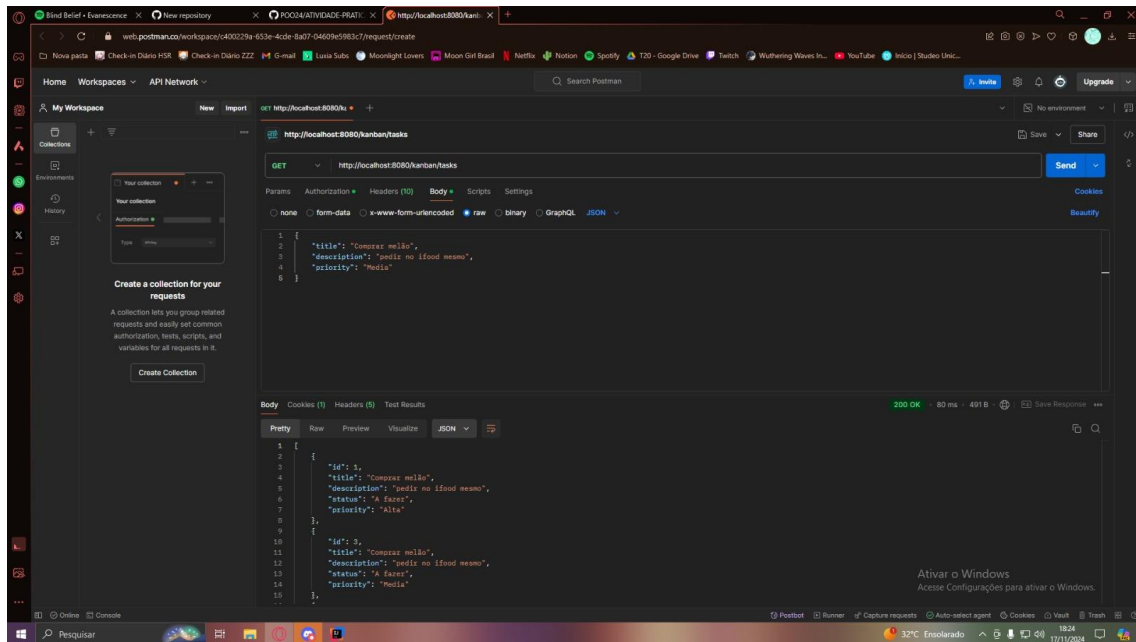 Blind Belief • Evanescence
New repository
POO24/ATIVIDADE-PRATIC
http://localhost:8080/kanb
web.postman.co/workspace/c400229a-653e-4cde-8a07-04609e5983c7/request/create
Nova pasta
Check-in Diário HSR
Check-in Diário ZZZ
G-mail
Luxia Subs
Moonlight Lovers
Moon Girl Brasil
Netflix
Notion
Spotify
T20 - Google Drive
Twitch
Wuthering Waves In...
YouTube
Início | Studeo Unic...
Home Workspaces API Network
Search Postman
Invite
Upgrade
My Workspace
New Import
GET http://localhost:8080/ka
No environment
Collections
Environments
History
http://localhost:8080/kanban/tasks
Save
Share
GET
http://localhost:8080/kanban/tasks
Send
Params Authorization Headers (10) Body Scripts Settings
Cookies
none form-data x-www-form-urlencoded raw binary GraphQL JSON
Beautify
1 {
2 "title": "Comprar melão",
3 "description": "pedir no ifood mesmo",
4 "priority": "Media"
5 }
Your collection
Your collection
Authorization
Type
Create a collection for your
requests
A collection lets you group related
requests and easily set common
authorization, tests, scripts, and
variables for all requests in it.
Create Collection
Body Cookies (1) Headers (5) Test Results
200 OK • 80 ms • 491 B
Save Response
Pretty Raw Preview Visualize JSON
1 [
2 {
3 "id": 1,
4 "title": "Comprar melão",
5 "description": "pedir no ifood mesmo",
6 "status": "A fazer",
7 "priority": "Alta"
8 },
9 {
10 "id": 3,
11 "title": "Comprar melão",
12 "description": "pedir no ifood mesmo",
13 "status": "A fazer",
14 "priority": "Media"
15 },
Ativar o Windows
Acesse Configurações para ativar o Windows.
Online Console
Postbot Runner Capture requests Auto-select agent Cookies Vault Trash
Pesquisar
32°C Ensolarado
18:24
17/11/2024